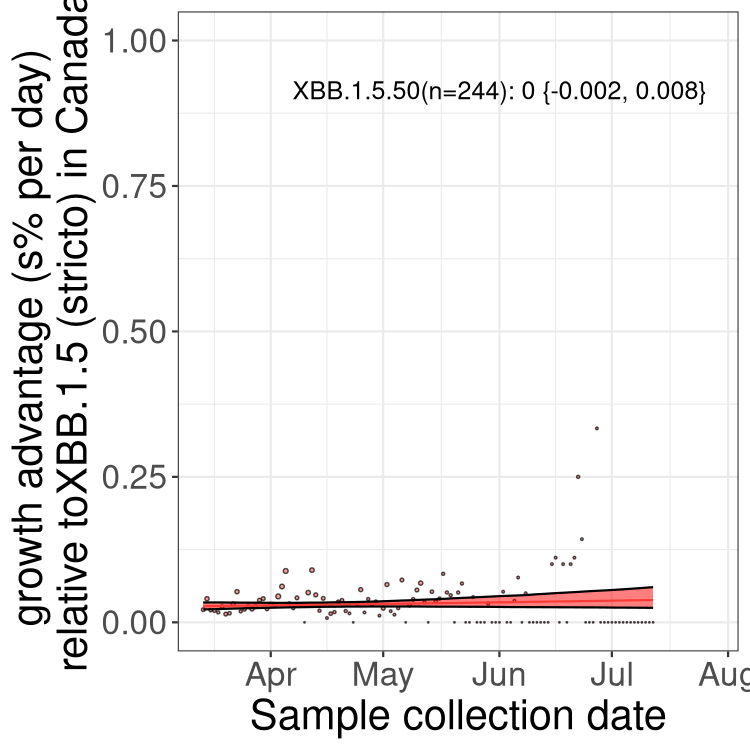 growth advantage (s% per day)
relative toXBB.1.5 (stricto) in Canada
1.00
0.75
0.50
0.25
0.00
XBB.1.5.50(n=244): 0 {-0.002, 0.008}
Apr May Jun Jul Aug
Sample collection date